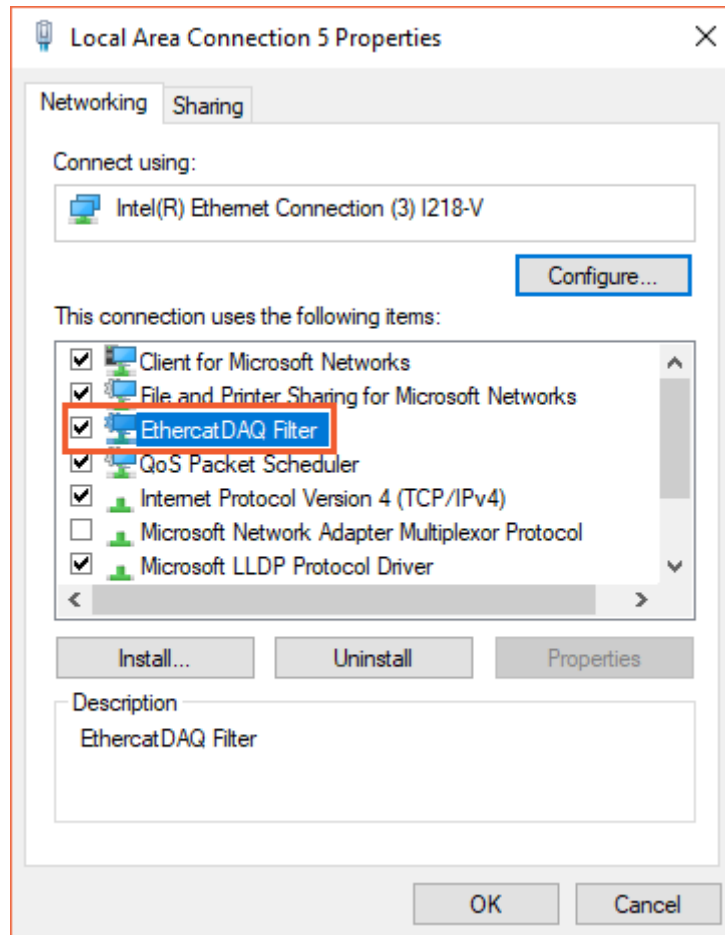 Local Area Connection 5 Properties
Networking
Sharing
Connect using:
Intel(R) Ethernet Connection (3) I218-V
Configure...
This connection uses the following items:
Client for Microsoft Networks
File and Printer Sharing for Microsoft Networks
EthercatDAQ Filter
QoS Packet Scheduler
Internet Protocol Version 4 (TCP/IPv4)
Microsoft Network Adapter Multiplexor Protocol
Microsoft LLDP Protocol Driver
Install...
Uninstall
Properties
Description
EthercatDAQ Filter
OK
Cancel